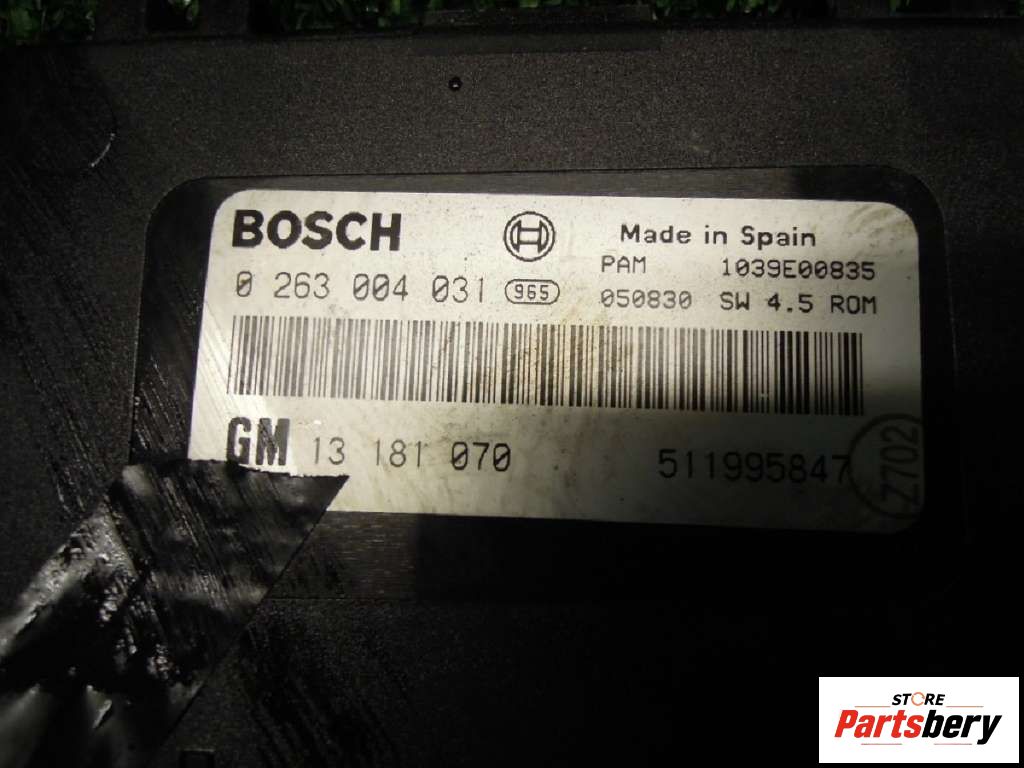 BOSCH
Made in Spain
PAM 1039E00835
0 263 004 031 965
050830 SW 4.5 ROM
GM 13 181 070
511995847
Z702
STORE
Partsbery